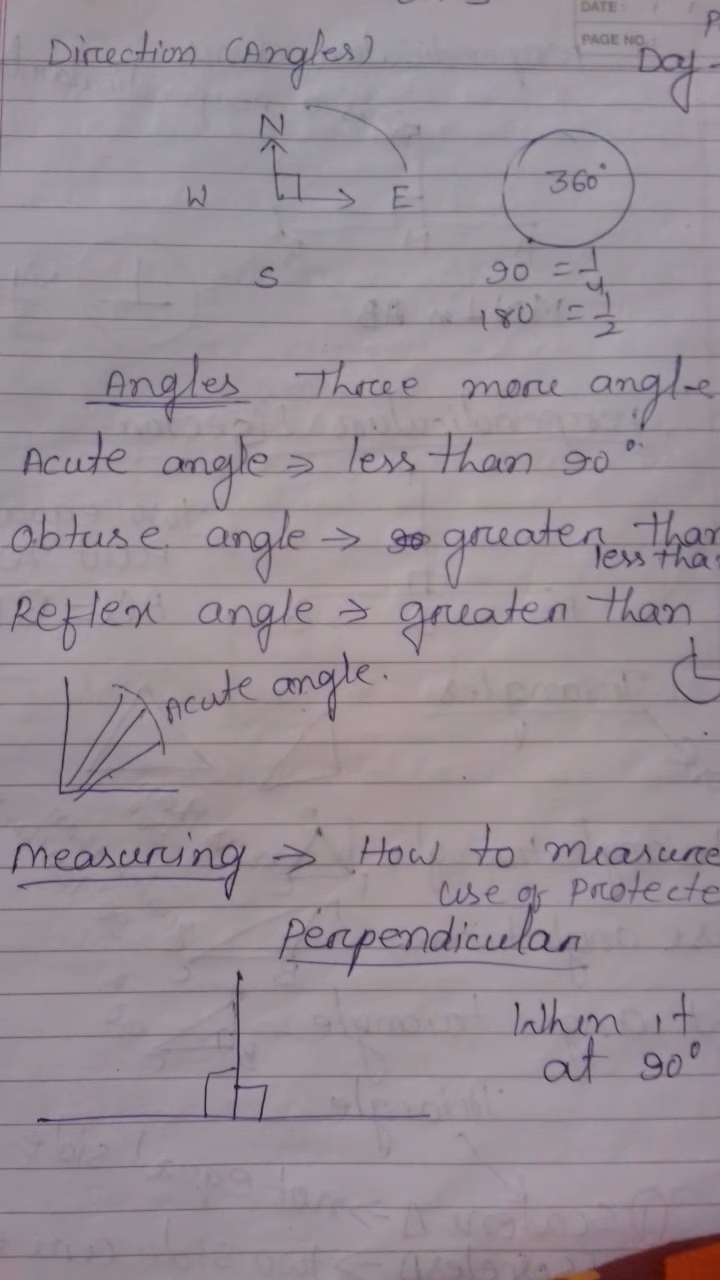 DATE:
PAGE NO.:
Direction (Angles)
Day-
N
W E
S
360°
90 = 1/4
180 = 1/2
Angles Three more angle
Acute angle ⇒ less than 90°
Obtuse angle → greater than
less tha
Reflex angle ⇒ greater than
Acute angle.
Measuring → How to measure
use of Protecte
Perpendicular
When it
at 90°